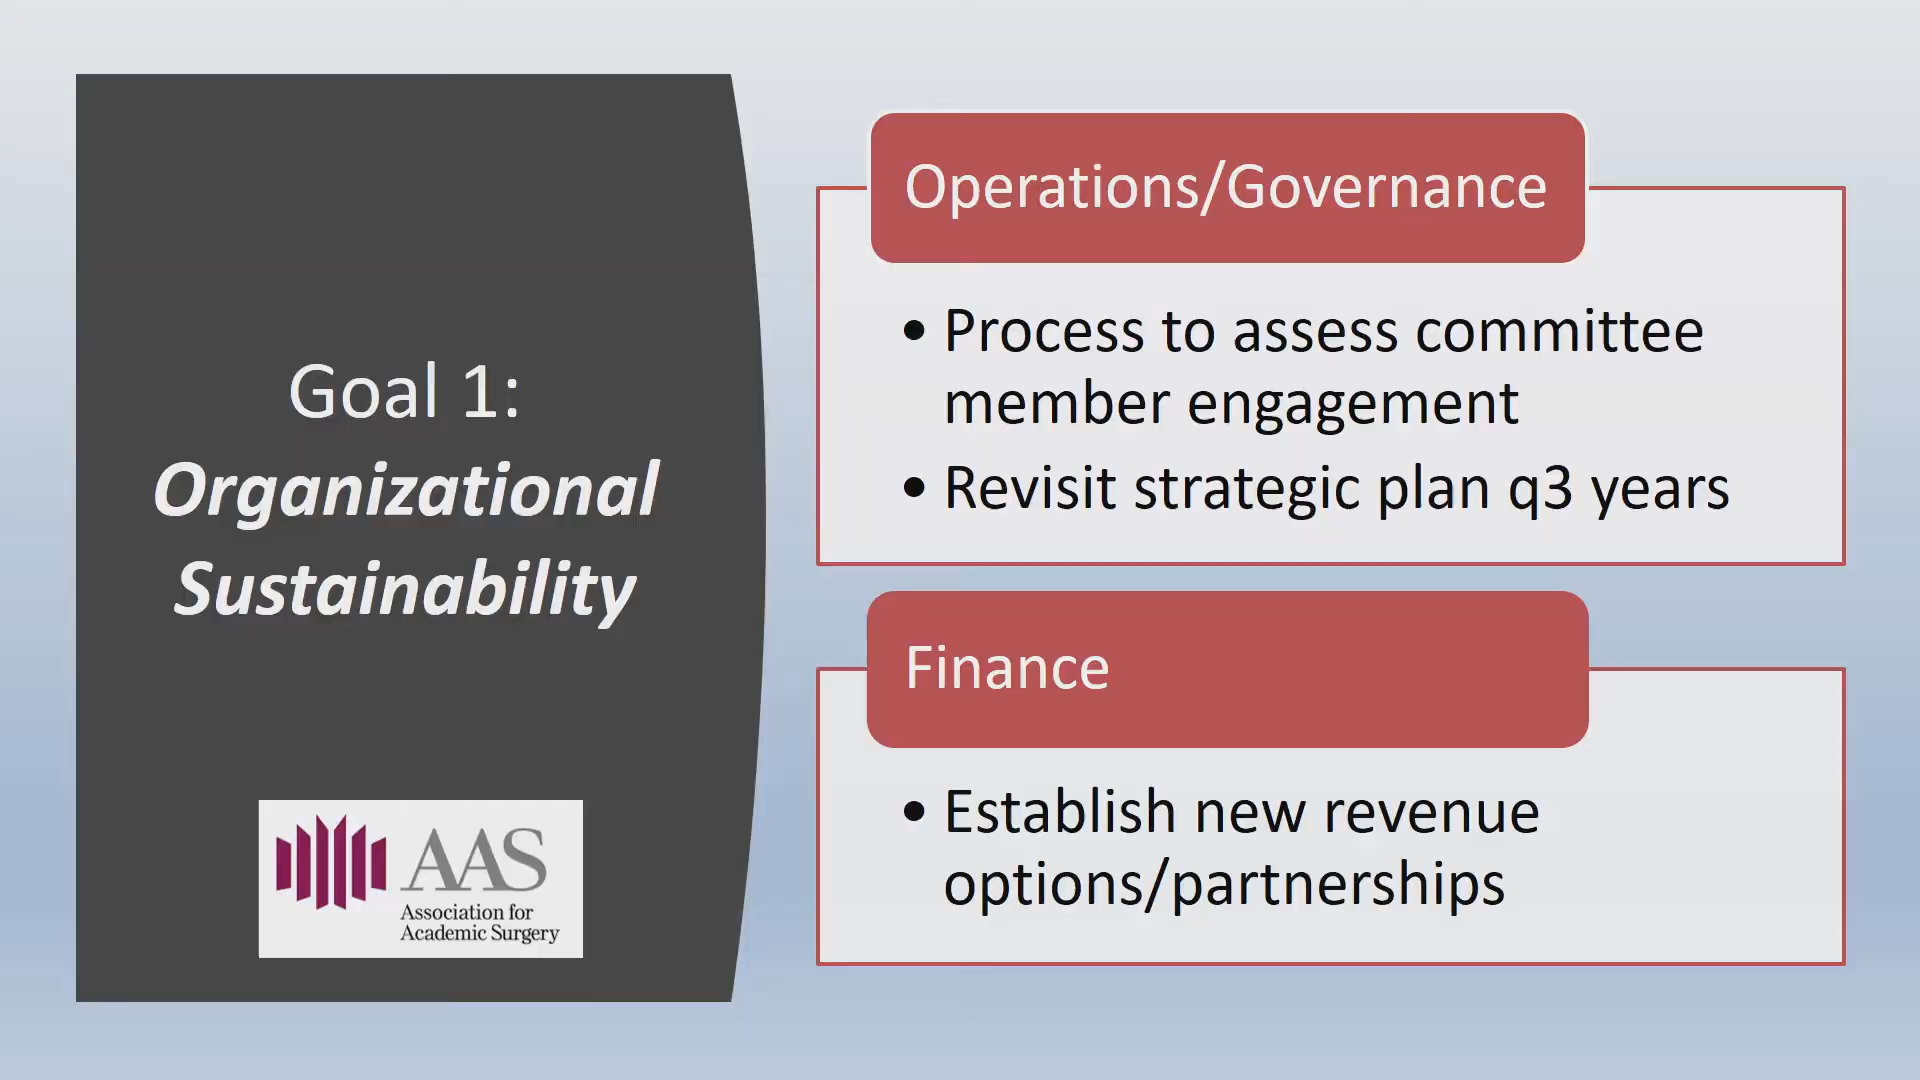 Goal 1:
Organizational
Sustainability
AAS
Association for
Academic Surgery
Operations/Governance
• Process to assess committee
member engagement
• Revisit strategic plan q3 years
Finance
• Establish new revenue
options/partnerships